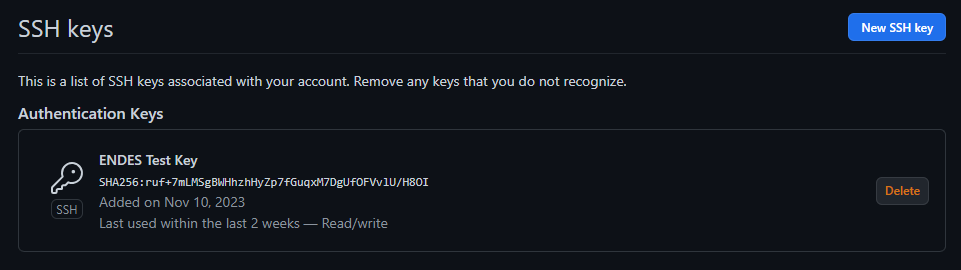 SSH keys
New SSH key
This is a list of SSH keys associated with your account. Remove any keys that you do not recognize.
Authentication Keys
ENDES Test Key
SHA256:ruf+7mLMSgBWHhzhHyZp7fGuqxM7DgUfOFVvlU/H8OI
Added on Nov 10, 2023
SSH
Last used within the last 2 weeks — Read/write
Delete